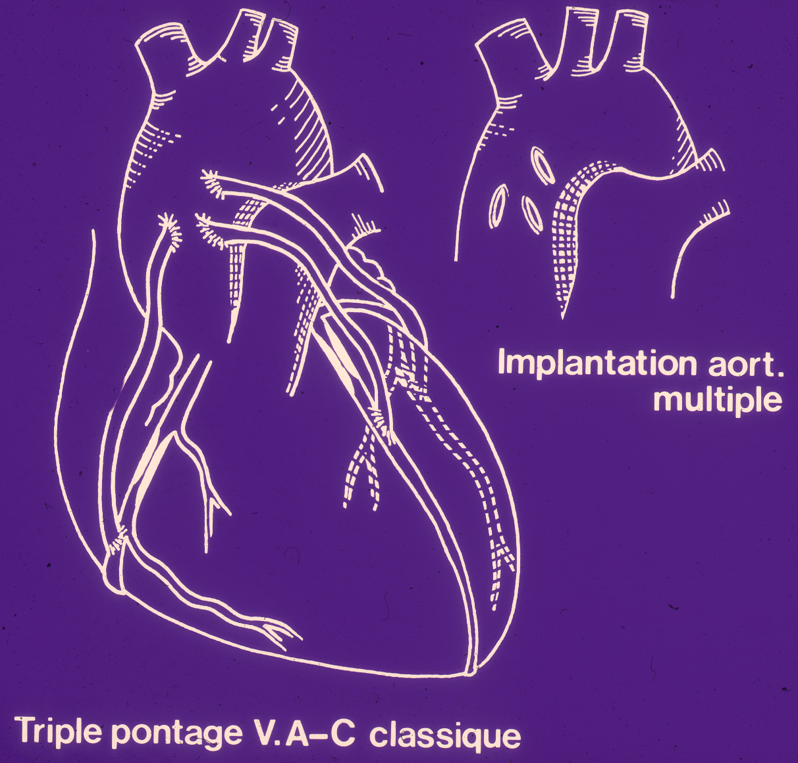 Implantation aort.
multiple
Triple pontage V.A–C classique